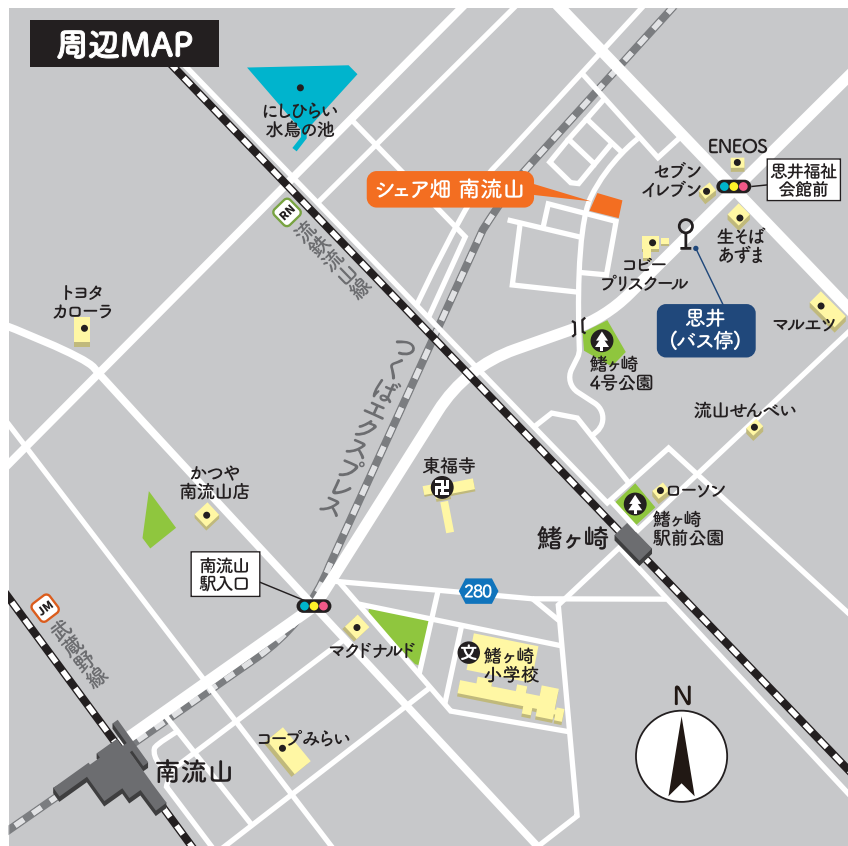 周辺MAP
にしひらい
水鳥の池
ENEOS
セブン
イレブン
思井福祉
会館前
シェア畑 南流山
RN
流鉄流山線
生そば
あずま
コビー
プリスクール
トヨタ
カローラ
思井
(バス停)
マルエツ
つくばエクスプレス
鰭ヶ崎
4号公園
流山せんべい
かつや
南流山店
東福寺
ローソン
鰭ヶ崎
駅前公園
鰭ヶ崎
南流山
駅入口
280
JM
武蔵野線
マクドナルド
文
鰭ヶ崎
小学校
N
コープみらい
南流山